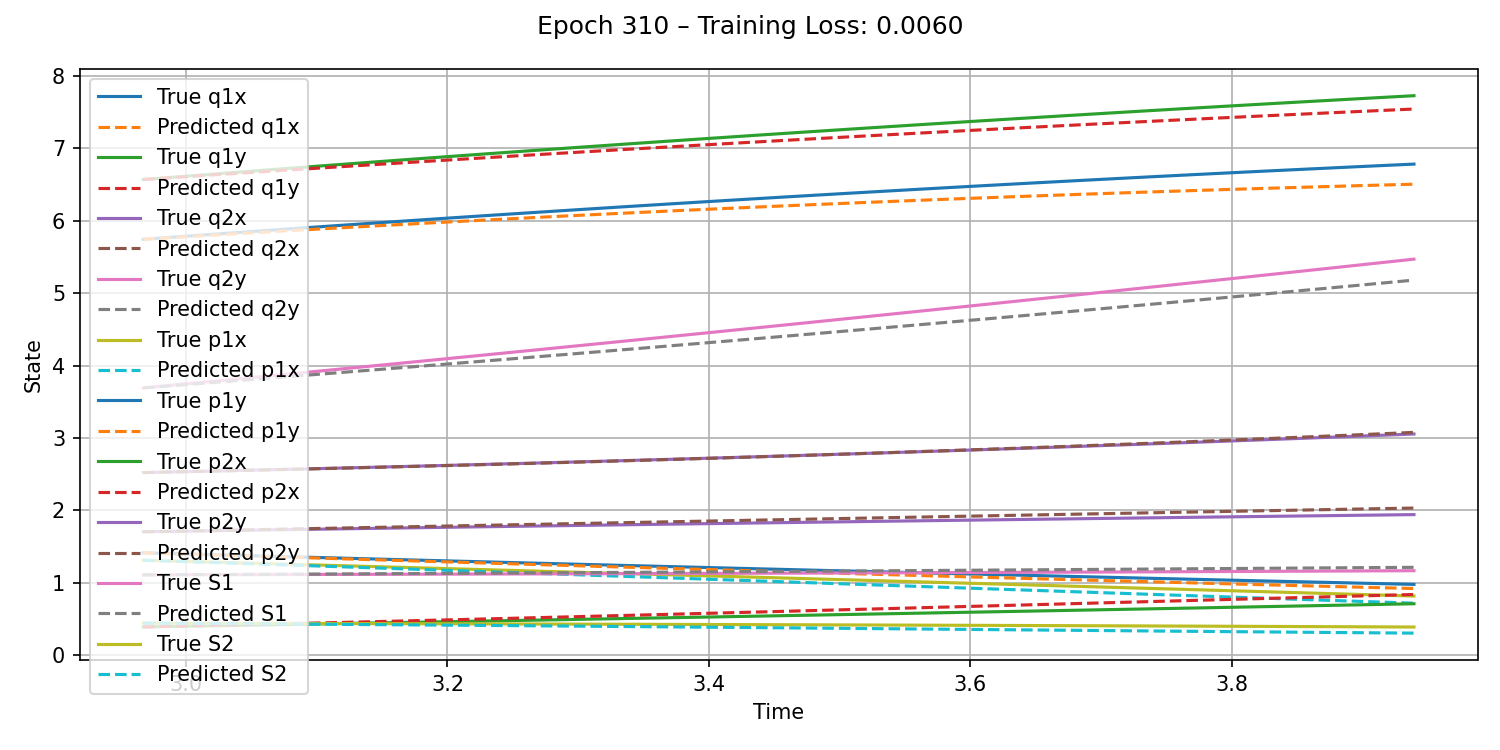 Epoch 310 – Training Loss: 0.0060
8
7
6
5
4
3
2
1
0
State
True q1x
Predicted q1x
True q1y
Predicted q1y
True q2x
Predicted q2x
True q2y
Predicted q2y
True p1x
Predicted p1x
True p1y
Predicted p1y
True p2x
Predicted p2x
True p2y
Predicted p2y
True S1
Predicted S1
True S2
Predicted S2
3.0 3.2 3.4 3.6 3.8
Time